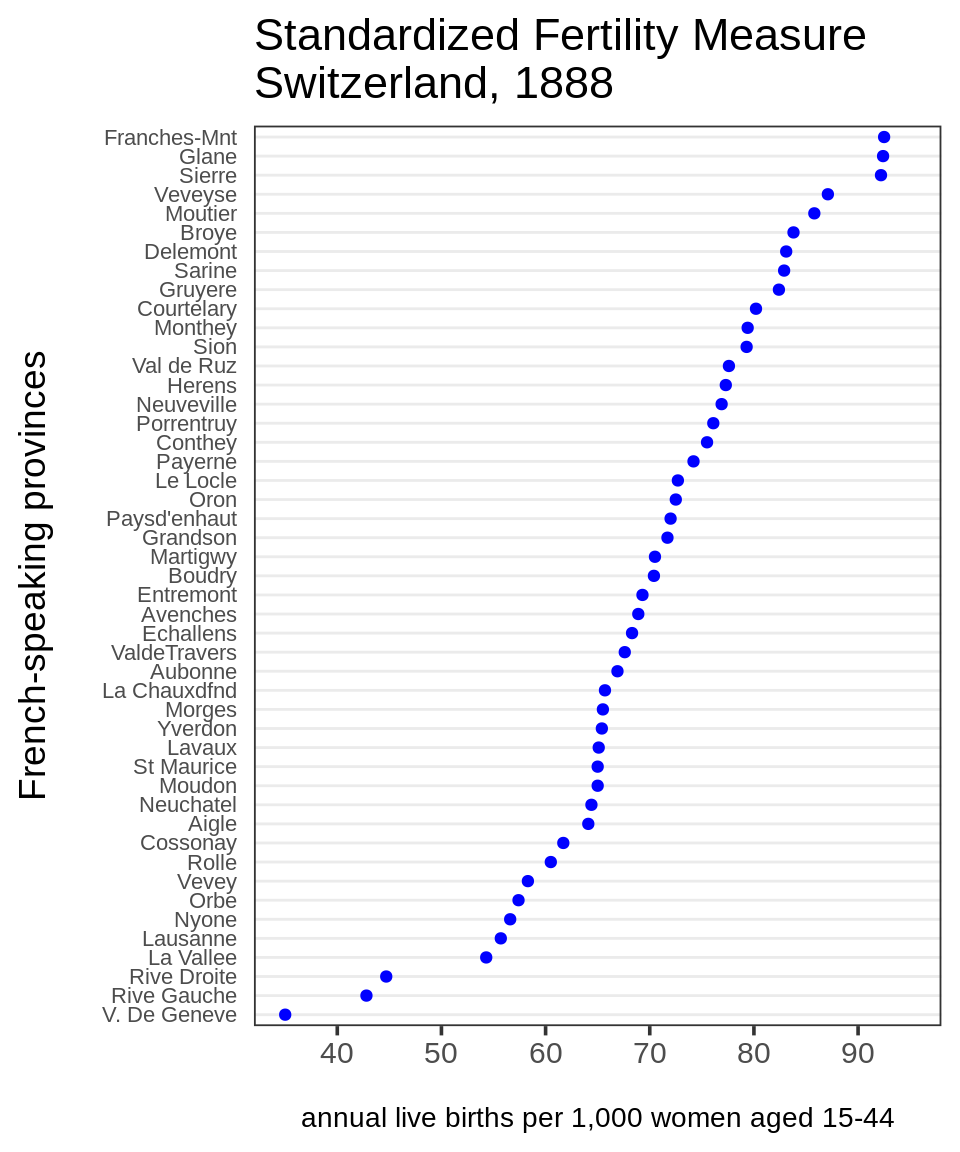 Standardized Fertility Measure
Switzerland, 1888
French-speaking provinces
Franches-Mnt
Glane
Sierre
Veveyse
Moutier
Broye
Delemont
Sarine
Gruyere
Courtelary
Monthey
Sion
Val de Ruz
Herens
Neuveville
Porrentruy
Conthey
Payerne
Le Locle
Oron
Paysd'enhaut
Grandson
Martigwy
Boudry
Entremont
Avenches
Echallens
ValdeTravers
Aubonne
La Chauxdfnd
Morges
Yverdon
Lavaux
St Maurice
Moudon
Neuchatel
Aigle
Cossonay
Rolle
Vevey
Orbe
Nyone
Lausanne
La Vallee
Rive Droite
Rive Gauche
V. De Geneve
40 50 60 70 80 90
annual live births per 1,000 women aged 15-44